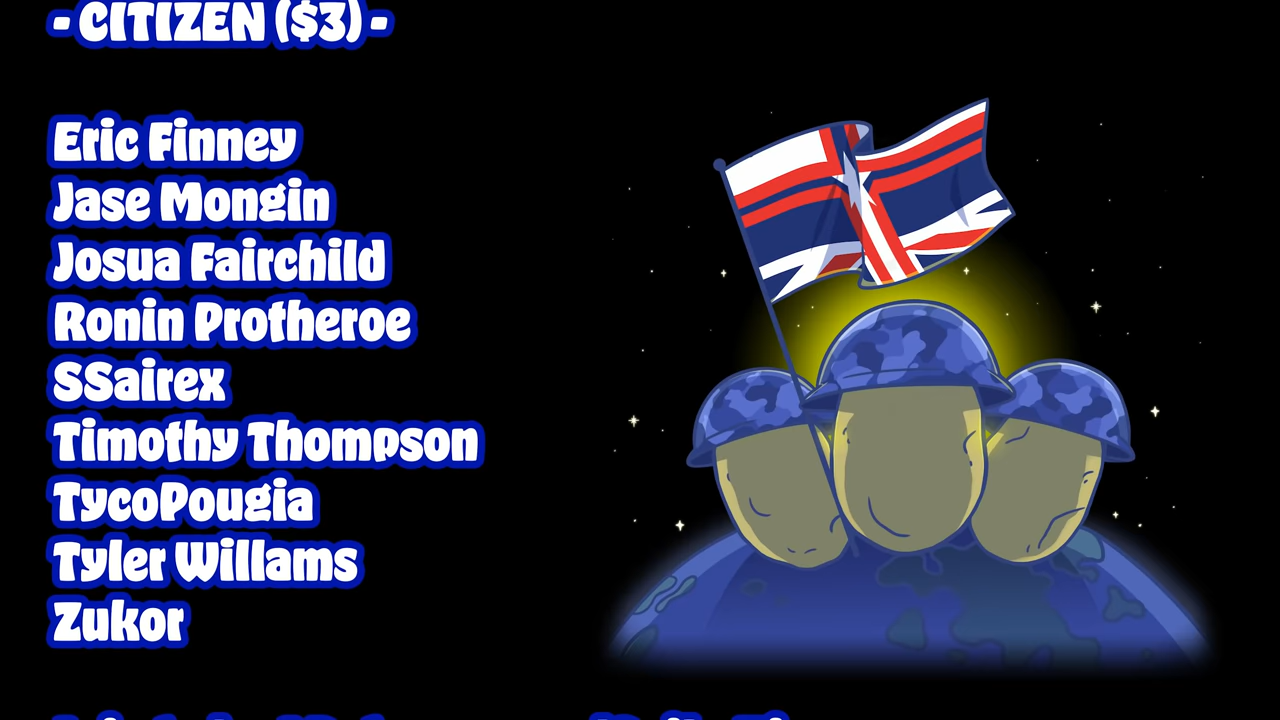 - CITIZEN ($3) -
Eric Finney
Jase Mongin
Josua Fairchild
Ronin Protheroe
SSairex
Timothy Thompson
TycoPougia
Tyler Willams
Zukor